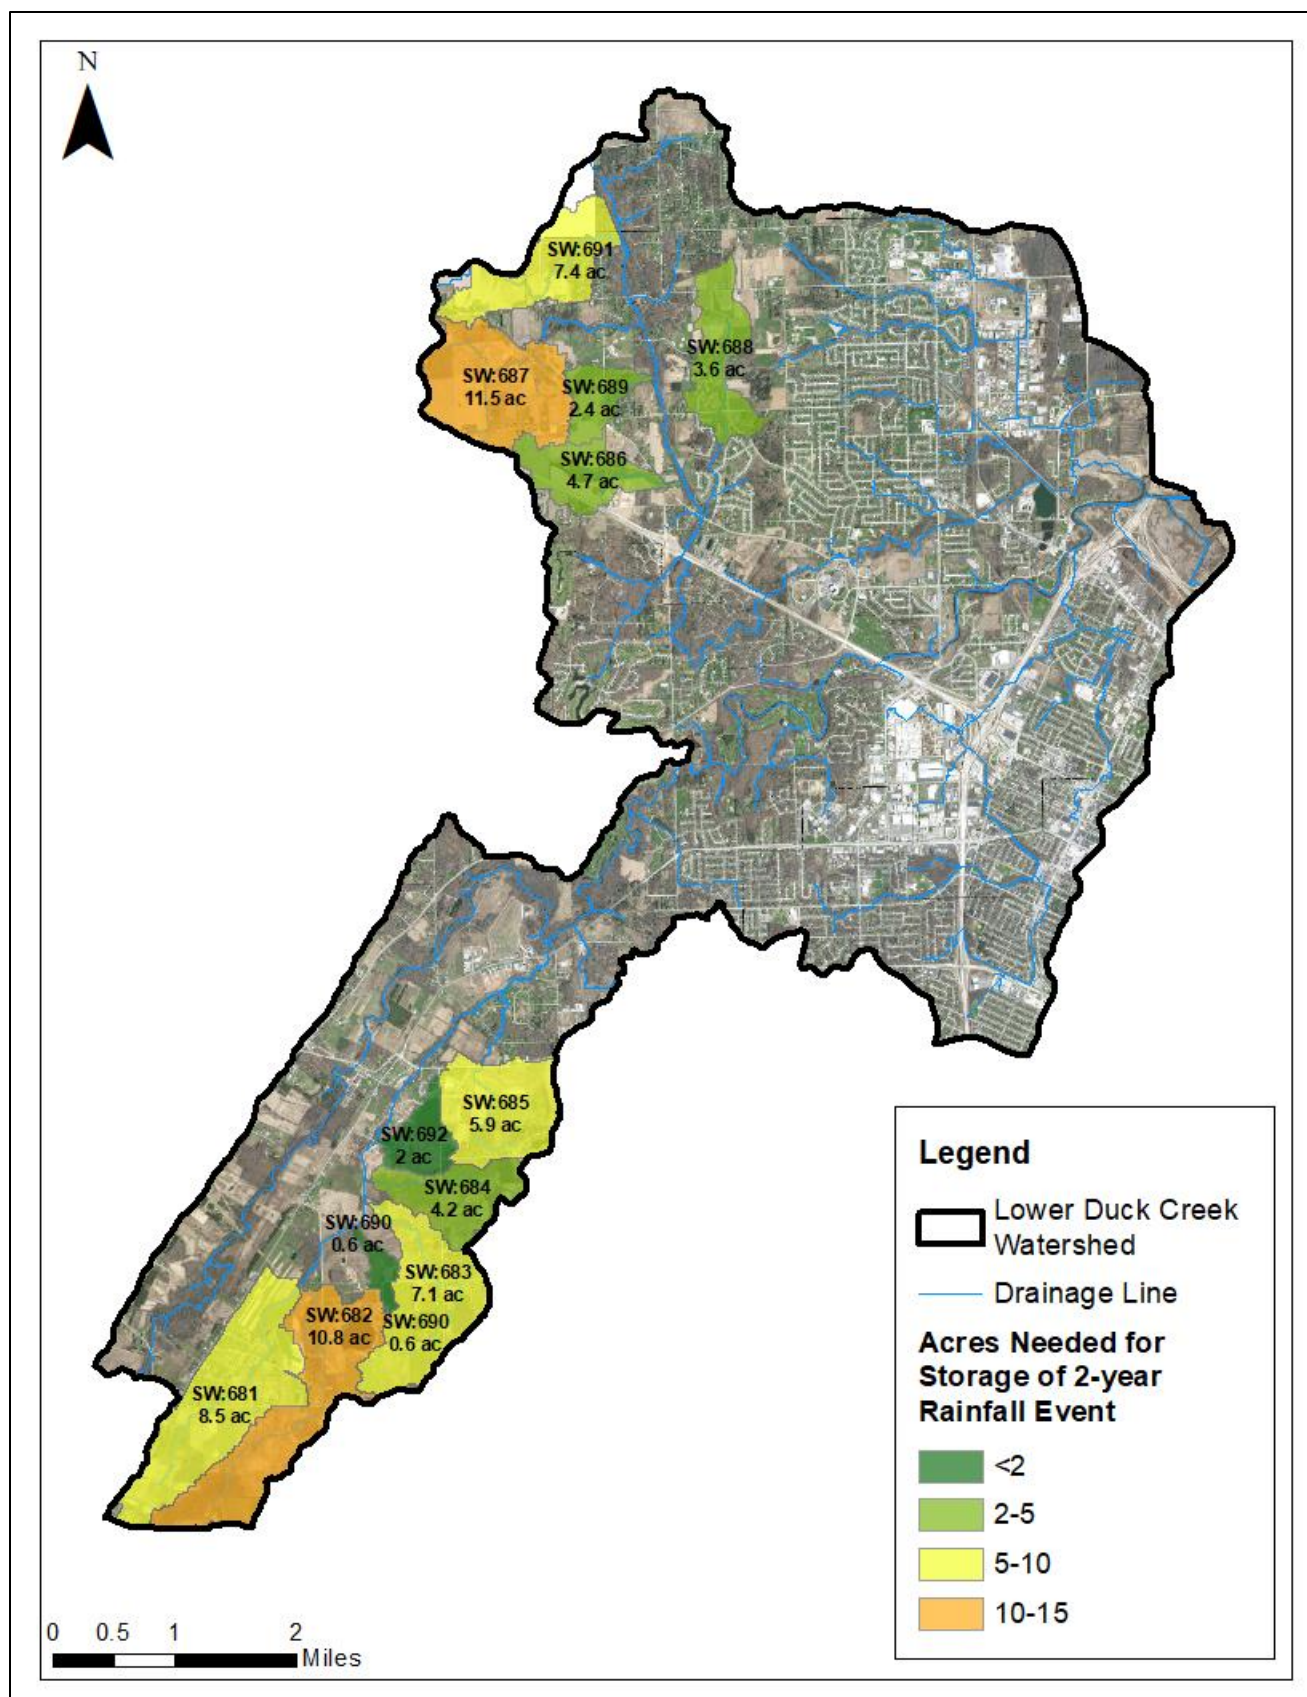 N
SW:691
7.4 ac
SW:688
3.6 ac
SW:687
11.5 ac
SW:689
2.4 ac
SW:686
4.7 ac
SW:685
5.9 ac
SW:692
2 ac
SW:684
4.2 ac
SW:690
0.6 ac
SW:683
7.1 ac
SW:682
10.8 ac
SW:690
0.6 ac
SW:681
8.5 ac
Legend
Lower Duck Creek
Watershed
Drainage Line
Acres Needed for
Storage of 2-year
Rainfall Event
<2
2-5
5-10
10-15
0 0.5 1 2
Miles